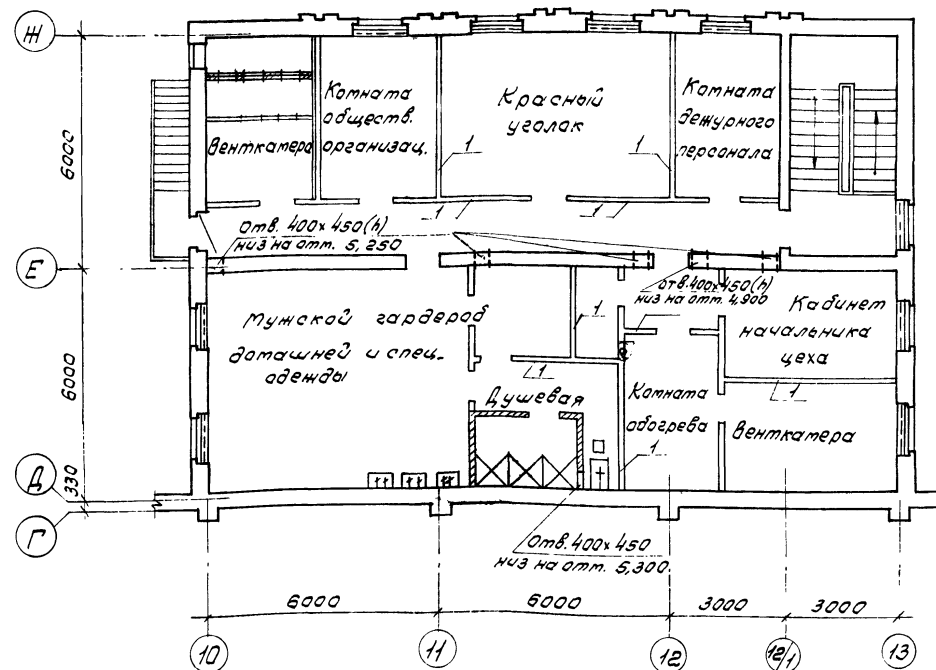 Ж
Комната
обществ.
организац.
Венткамера
Красный
уголок
Комната
дежурного
персонала
6000
1
1
1
1
Отв. 400х450(h)
низ на отм. 5,250
Е
отв. 400х450(h)
низ на отм. 4,900
Мужской гардероб
домашней и спец-
одежды
1
1
Кабинет
начальника
цеха
6000
1
Душевая
Комната
обогрева
1
Венткамера
1
330
Д
Г
Отв. 400х450
низ на отм. 5,300.
6000
6000
3000
3000
10
11
12
12/1
13